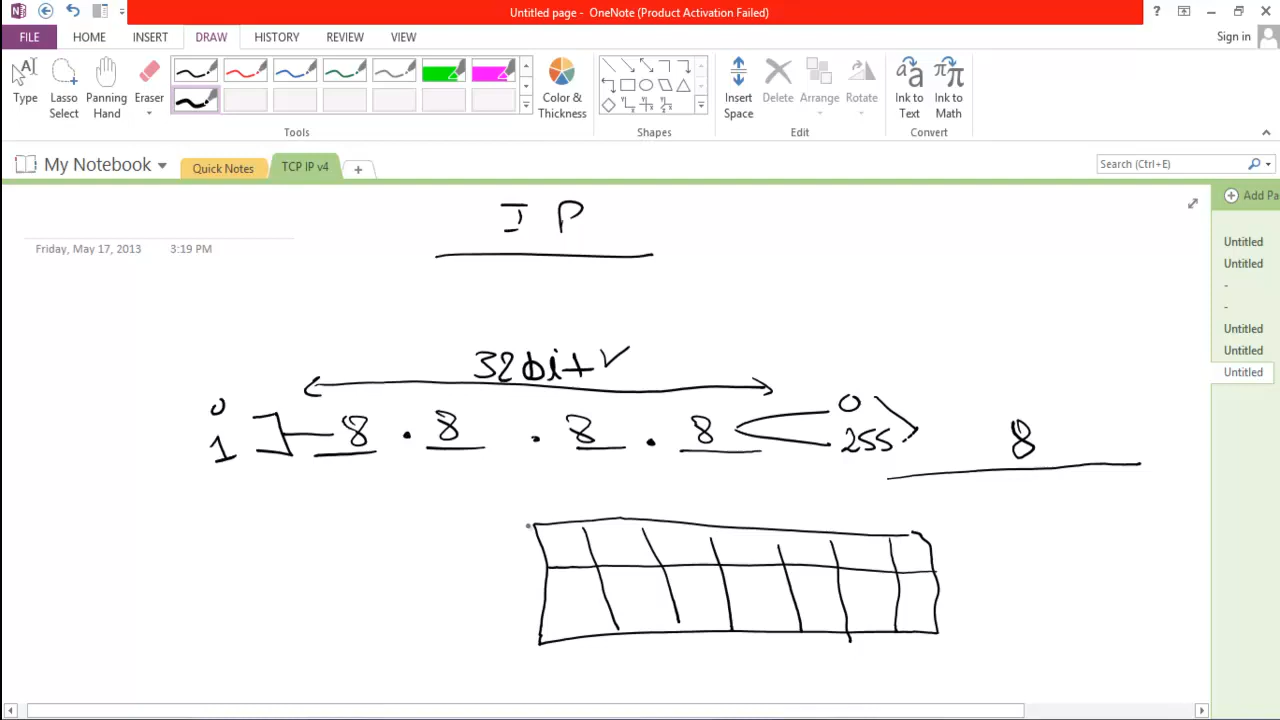 Untitled page - OneNote (Product Activation Failed)
FILE HOME INSERT DRAW HISTORY REVIEW VIEW
Sign in
Type
Lasso Select
Panning Hand
Eraser
Color & Thickness
Insert Space
Delete
Arrange
Rotate
Ink to Text
Ink to Math
Tools
Shapes
Edit
Convert
My Notebook
Quick Notes
TCP IP v4
Search (Ctrl+E)
Add Pa
IP
Friday, May 17, 2013 3:19 PM
Untitled
Untitled
-
-
Untitled
Untitled
Untitled
32bit
0
1
8 . 8 . 8 . 8
0
255
8